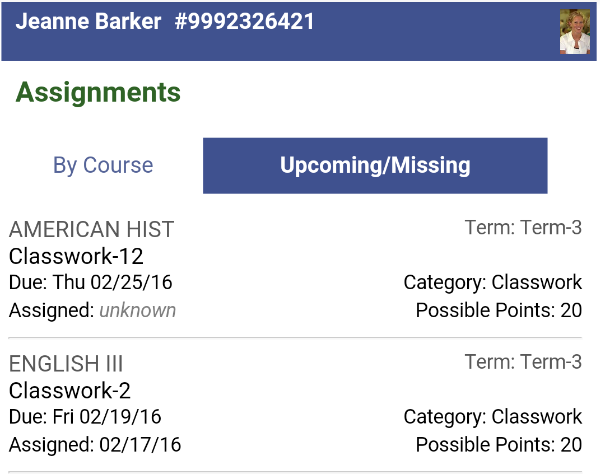 Jeanne Barker #9992326421
Assignments
By Course Upcoming/Missing
AMERICAN HIST Term: Term-3
Classwork-12
Due: Thu 02/25/16 Category: Classwork
Assigned: unknown Possible Points: 20
ENGLISH III Term: Term-3
Classwork-2
Due: Fri 02/19/16 Category: Classwork
Assigned: 02/17/16 Possible Points: 20